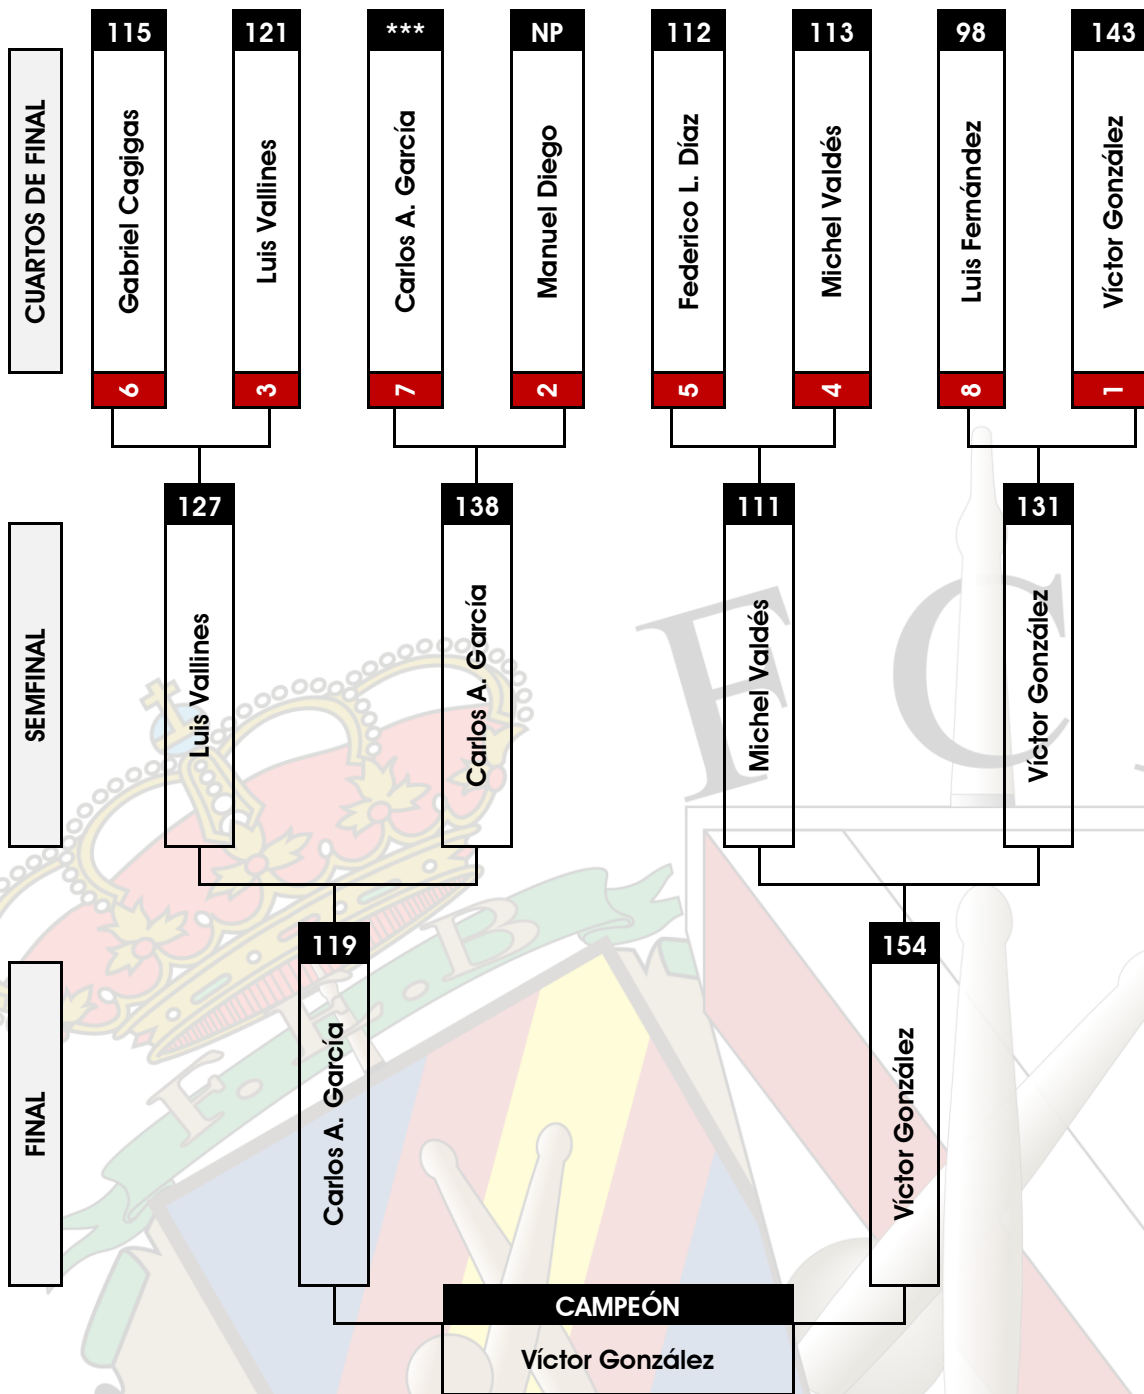 115 121 *** NP 112 113 98 143
CUARTOS DE FINAL
Gabriel Cagigas
Luis Vallines
Carlos A. García
Manuel Diego
Federico L. Díaz
Michel Valdés
Luis Fernández
Víctor González
6 3 7 2 5 4 8 1
127 138 111 131
SEMFINAL
Luis Vallines
Carlos A. García
Michel Valdés
Víctor González
F C
F.E.B
119 154
FINAL
Carlos A. García
Víctor González
CAMPEÓN
Víctor González